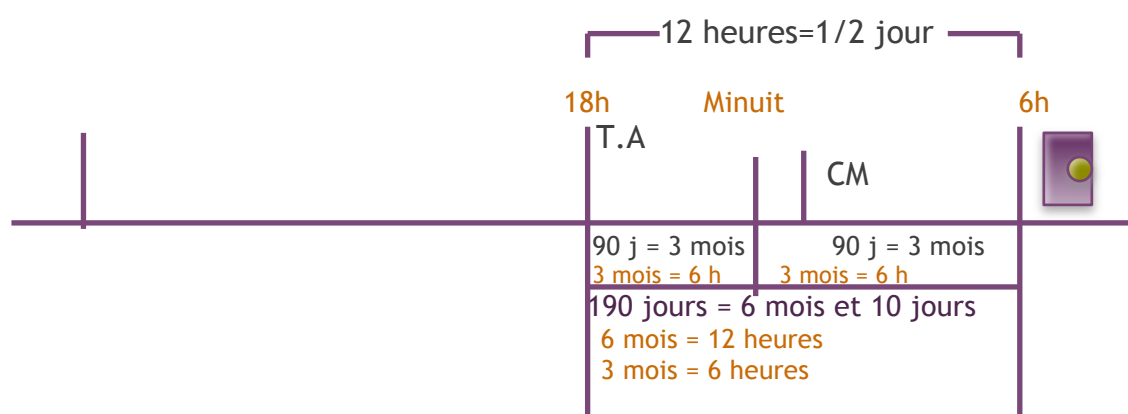 12 heures=1/2 jour
18h Minuit 6h
T.A
CM
90 j = 3 mois 90 j = 3 mois
3 mois = 6 h 3 mois = 6 h
190 jours = 6 mois et 10 jours
6 mois = 12 heures
3 mois = 6 heures